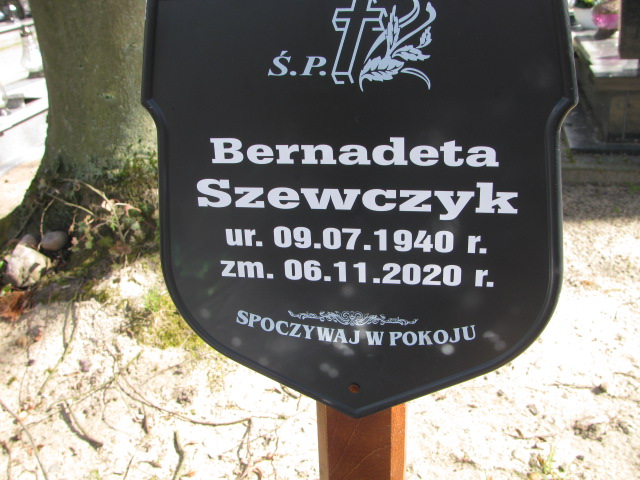 Ś.P.
Bernadeta
Szewczyk
ur. 09.07.1940 r.
zm. 06.11.2020 r.
SPOCZYWAJ W POKOJU